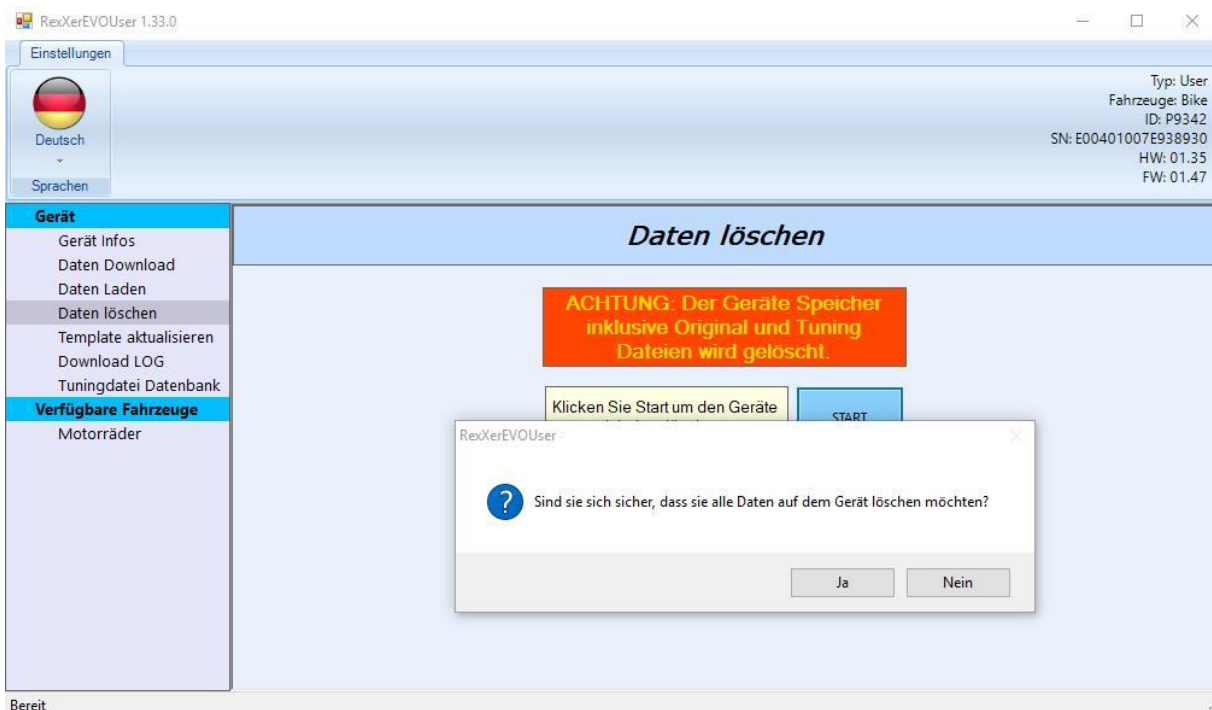 RexXerEVOUser 1.33.0
Einstellungen
Deutsch
Sprachen
Typ: User
Fahrzeuge: Bike
ID: P9342
SN: E00401007E938930
HW: 01.35
FW: 01.47
Gerät
Gerät Infos
Daten Download
Daten Laden
Daten löschen
Template aktualisieren
Download LOG
Tuningdatei Datenbank
Verfügbare Fahrzeuge
Motorräder
Daten löschen
ACHTUNG: Der Geräte Speicher
inklusive Original und Tuning
Dateien wird gelöscht.
Klicken Sie Start um den Geräte
START
RexXerEVOUser
Sind sie sich sicher, dass sie alle Daten auf dem Gerät löschen möchten?
Ja
Nein
Bereit